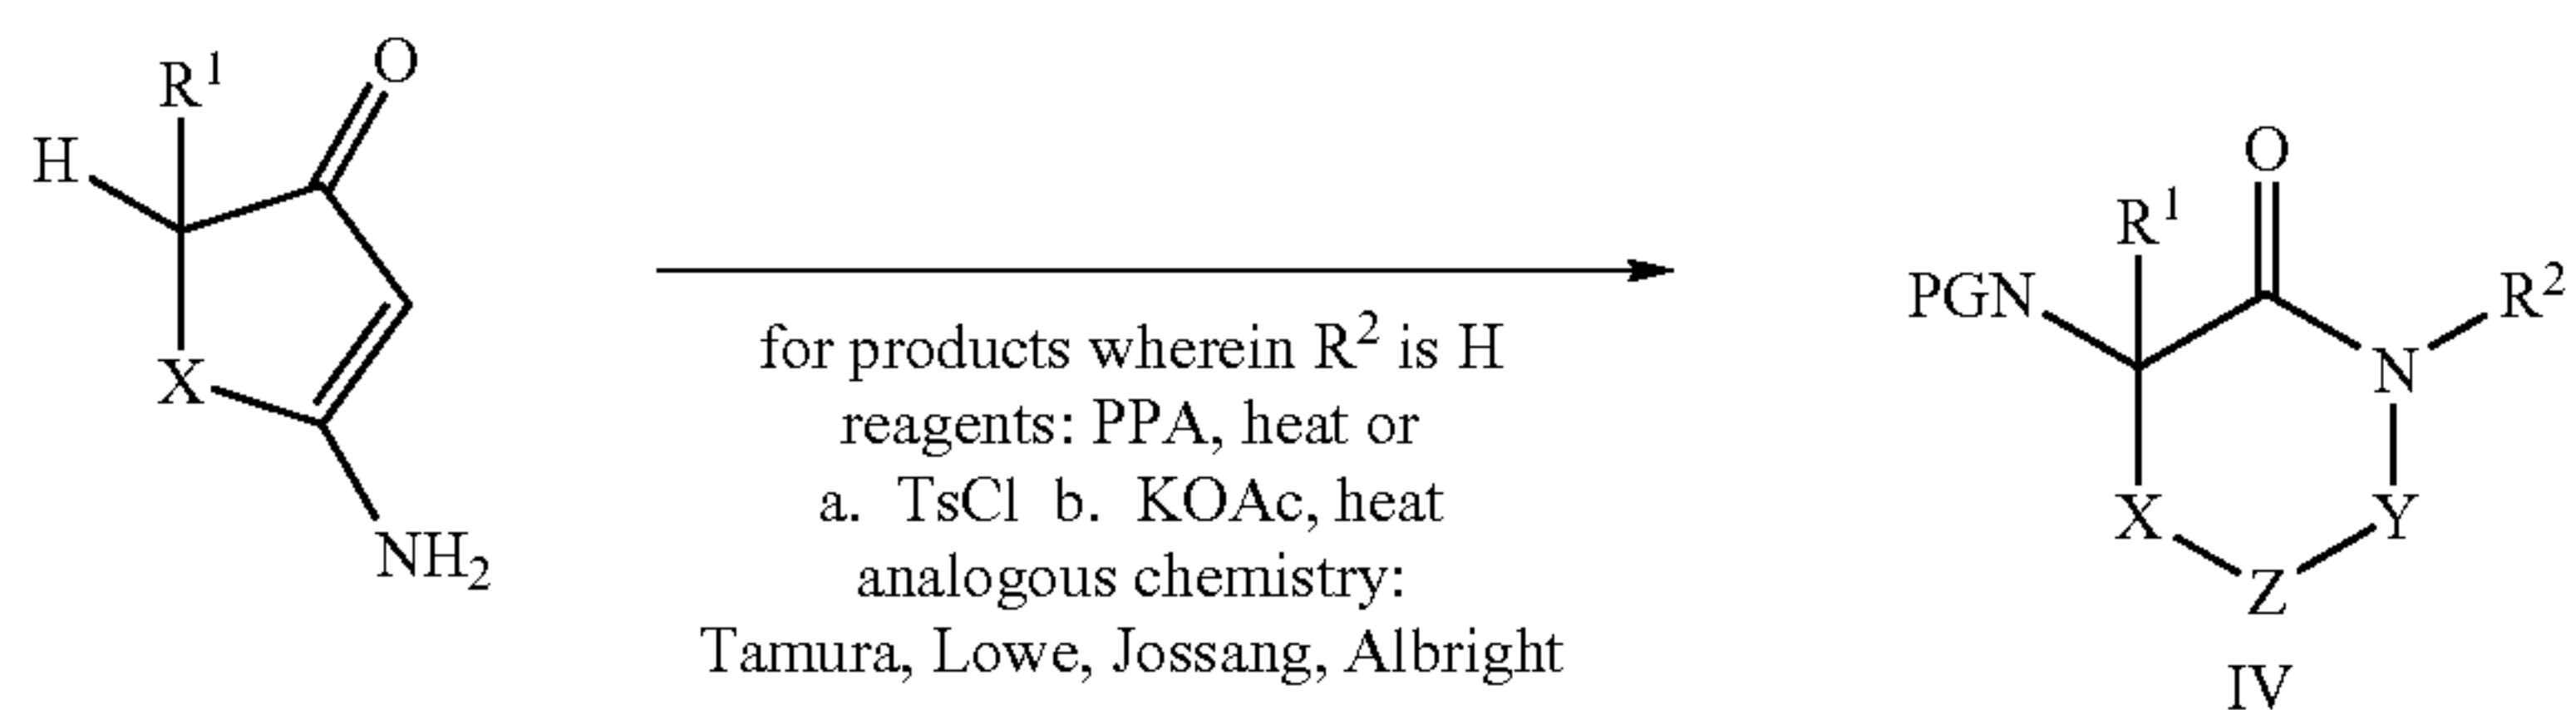 O
R¹
H
X
NH₂
for products wherein R² is H
reagents: PPA, heat or
a. TsCl b. KOAc, heat
analogous chemistry:
Tamura, Lowe, Jossang, Albright
O
R¹
PGN
R²
N
X
Y
Z
IV